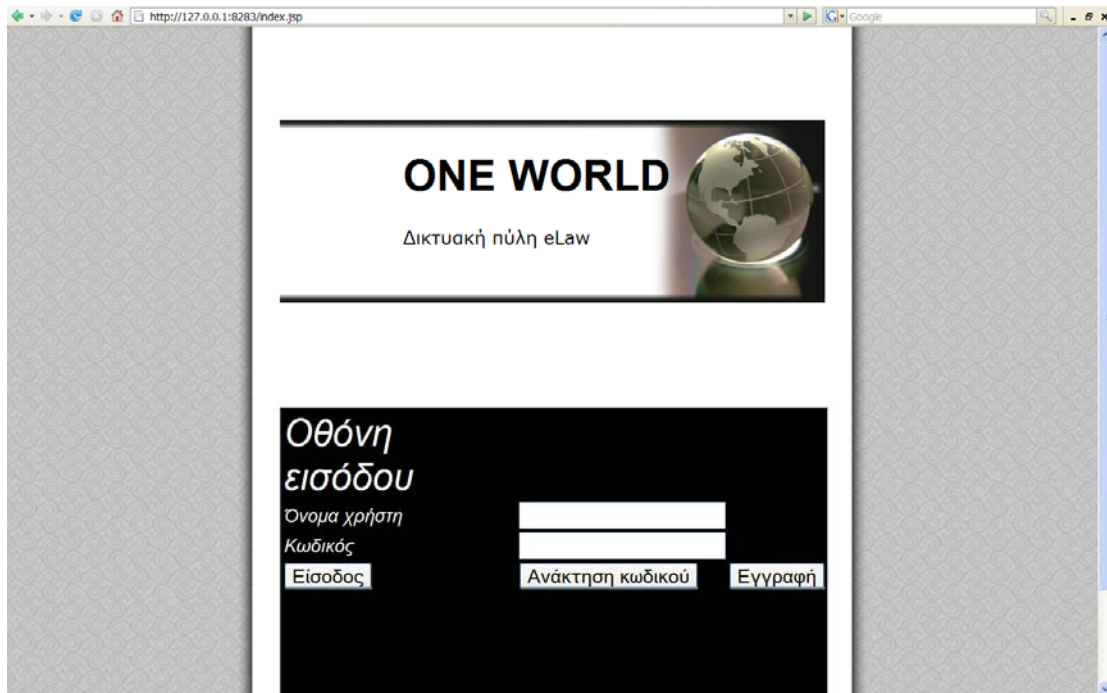 http://127.0.0.1:8283/index.jsp
Google
ONE WORLD
Δικτυακή πύλη eLaw
Οθόνη
εισόδου
Όνομα χρήστη
Κωδικός
Είσοδος Ανάκτηση κωδικού Εγγραφή